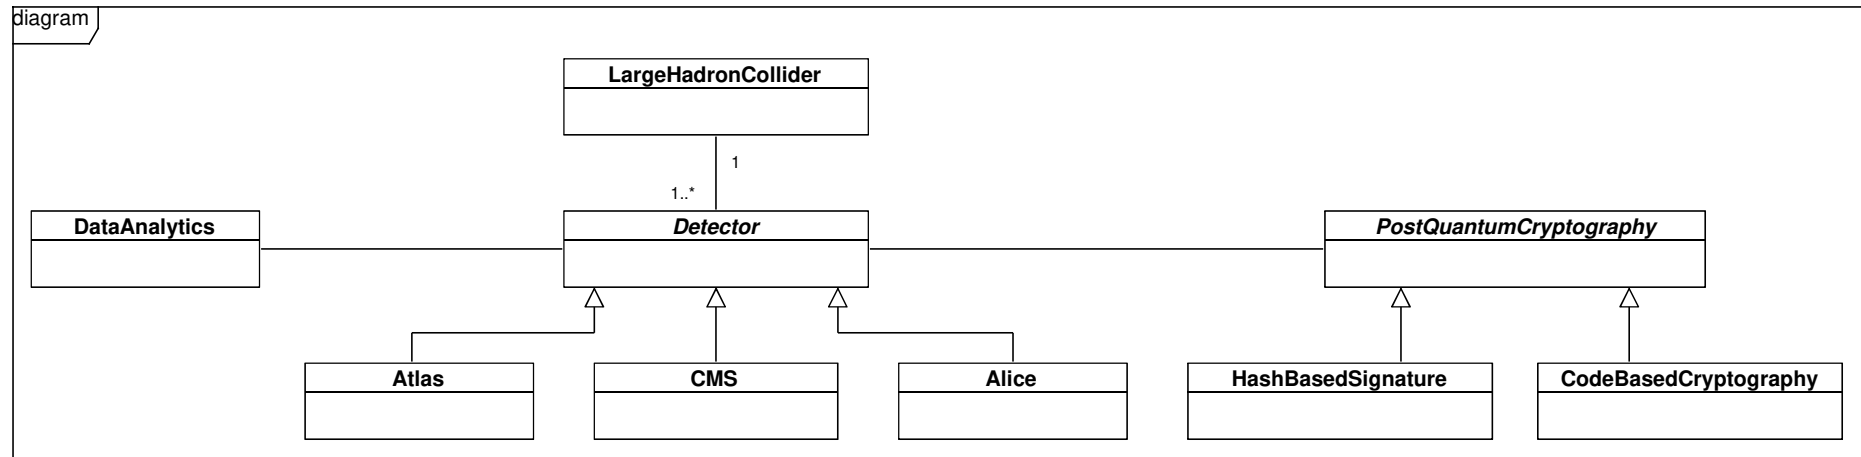 diagram
LargeHadronCollider
1
1..*
DataAnalytics
Detector
PostQuantumCryptography
Atlas
CMS
Alice
HashBasedSignature
CodeBasedCryptography